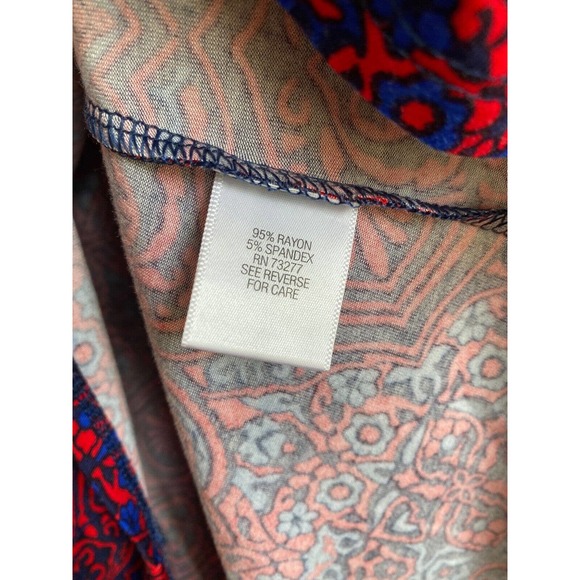 95% RAYON
5% SPANDEX
RN 73277
SEE REVERSE
FOR CARE